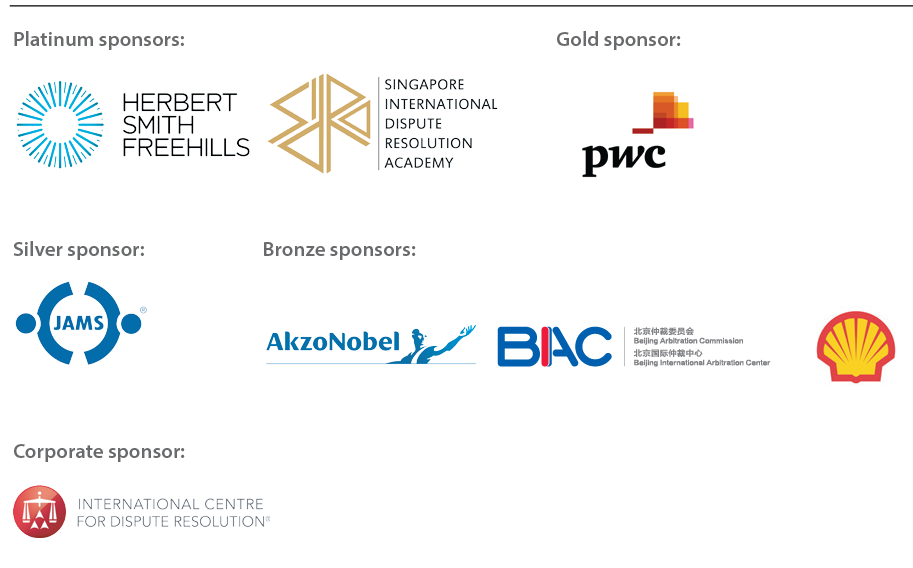 Platinum sponsors:
Gold sponsor:
HERBERT
SMITH
FREEHILLS
SINGAPORE
INTERNATIONAL
DISPUTE
RESOLUTION
ACADEMY
pwc
Silver sponsor:
Bronze sponsors:
JAMS®
AkzoNobel
BIAC
北京仲裁委员会
Beijing Arbitration Commission
北京国际仲裁中心
Beijing International Arbitration Center
Corporate sponsor:
INTERNATIONAL CENTRE
FOR DISPUTE RESOLUTION®